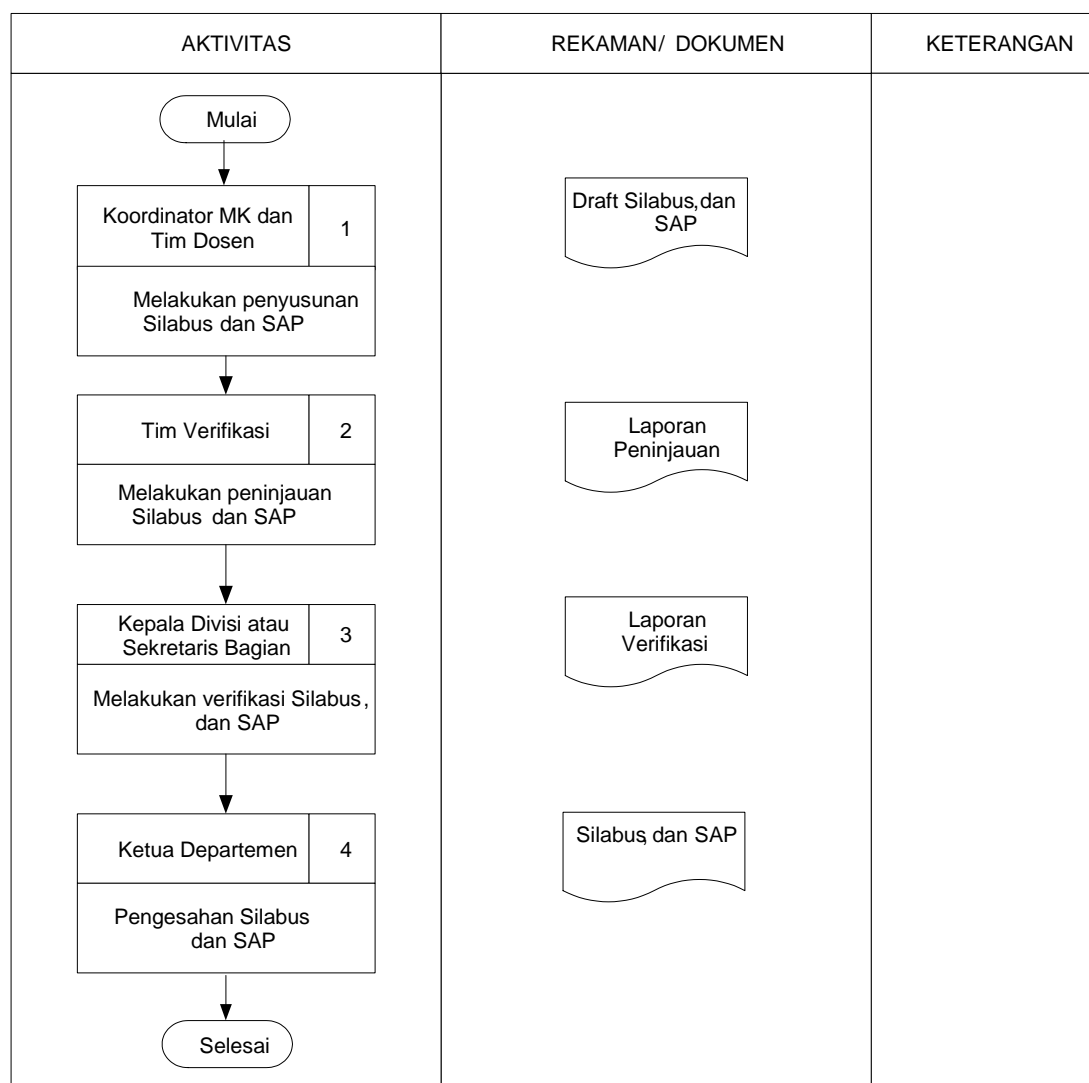 AKTIVITAS
REKAMAN/ DOKUMEN
KETERANGAN
Mulai
Koordinator MK dan
Tim Dosen
1
Melakukan penyusunan
Silabus dan SAP
Draft Silabus,dan
SAP
Tim Verifikasi
2
Melakukan peninjauan
Silabus dan SAP
Laporan
Peninjauan
Kepala Divisi atau
Sekretaris Bagian
3
Melakukan verifikasi Silabus,
dan SAP
Laporan
Verifikasi
Ketua Departemen
4
Pengesahan Silabus
dan SAP
Silabus, dan SAP
Selesai